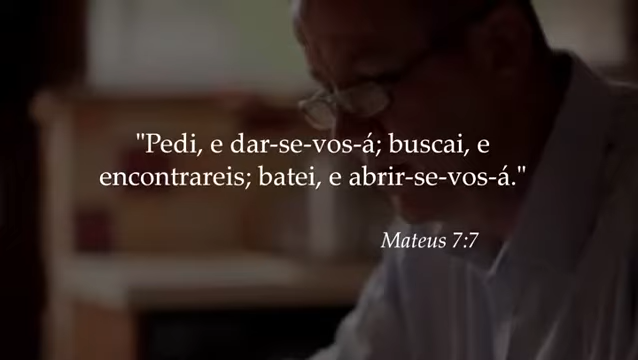 "Pedi, e dar-se-vos-á; buscai, e
encontrareis; batei, e abrir-se-vos-á."
Mateus 7:7